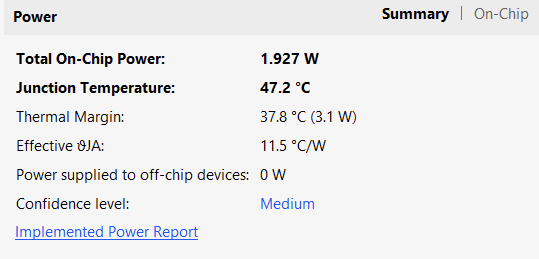 Power Summary | On-Chip
Total On-Chip Power: 1.927 W
Junction Temperature: 47.2 °C
Thermal Margin: 37.8 °C (3.1 W)
Effective ϑJA: 11.5 °C/W
Power supplied to off-chip devices: 0 W
Confidence level: Medium
Implemented Power Report